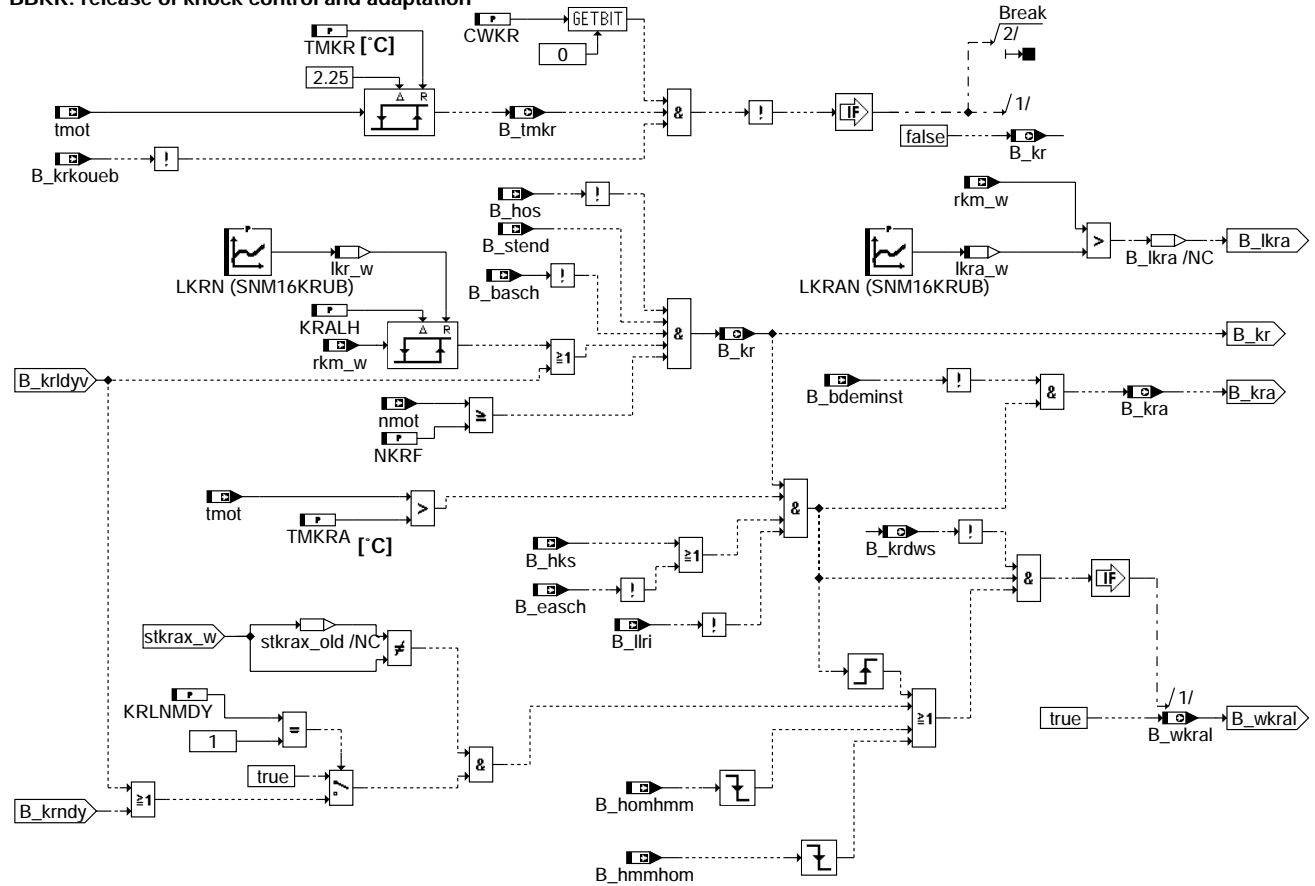 BBKR: release of knock control and adaptation
Break
2/
P
CWKR
GETBIT
0
P
TMKR [°C]
2.25
Δ R
tmot
B_tmkr
&
!
IF
/1/
false
B_kr
B_krkoueb
!
rkm_w
B_hos
!
B_stend
P
LKRN (SNM16KRUB)
lkr_w
B_basch
!
P
LKRAN (SNM16KRUB)
lkra_w
>
B_lkra /NC
B_lkra
P
KRALH
Δ R
rkm_w
≧1
&
B_kr
B_kr
B_krldyv
nmot
P
NKRF
≧
B_bdeminst
!
&
B_kra
B_kra
tmot
P
TMKRA [°C]
>
&
B_hks
≧1
B_easch
!
B_llri
!
B_krdws
!
&
IF
stkrax_w
stkrax_old /NC
≠
P
KRLNMDY
1
=
true
&
≧1
/1/
true
B_wkral
B_wkral
B_krndy
≧1
B_homhmm
B_hmmhom